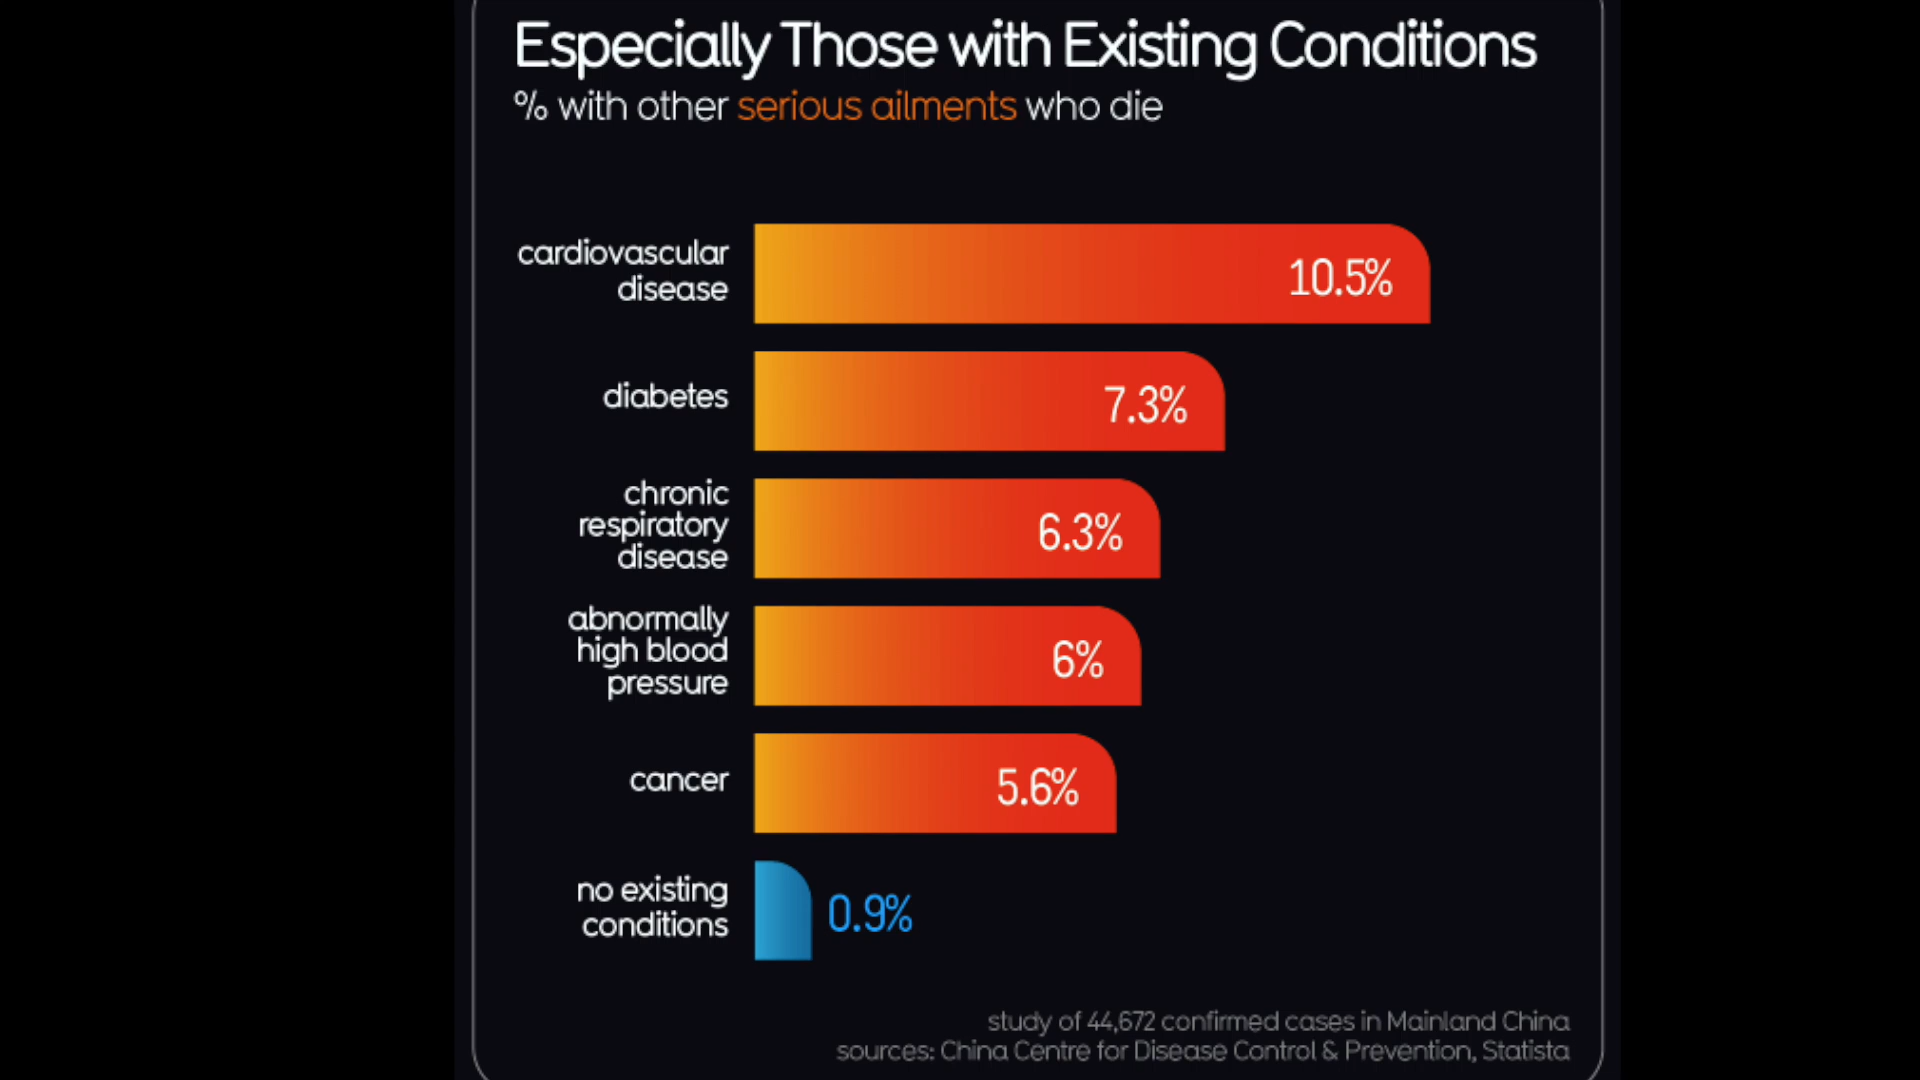 Especially Those with Existing Conditions
% with other serious ailments who die
cardiovascular
disease
10.5%
diabetes
7.3%
chronic
respiratory
disease
6.3%
abnormally
high blood
pressure
6%
cancer
5.6%
no existing
conditions
0.9%
study of 44,672 confirmed cases in Mainland China
sources: China Centre for Disease Control & Prevention, Statista